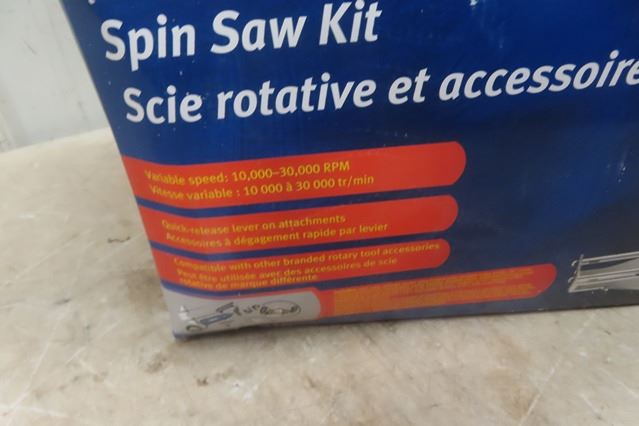 Spin Saw Kit
Scie rotative et accessoire
Variable speed: 10,000–30,000 RPM
Vitesse variable : 10 000 à 30 000 tr/min
Quick-release lever on attachments
Accessoires à dégagement rapide par levier
Compatible with other branded rotary tool accessories
Peut être utilisée avec des accessoires de scie
rotative de marque différente